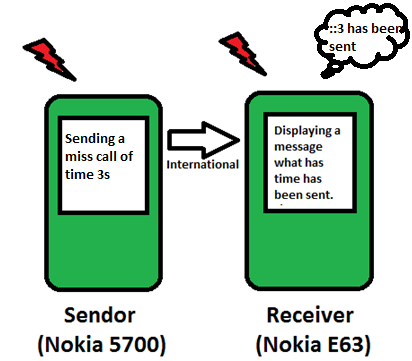 ::3 has been
sent
Sending a
miss call of
time 3s
International
Displaying a
message
what has
time has
been sent.
Sendor
(Nokia 5700)
Receiver
(Nokia E63)